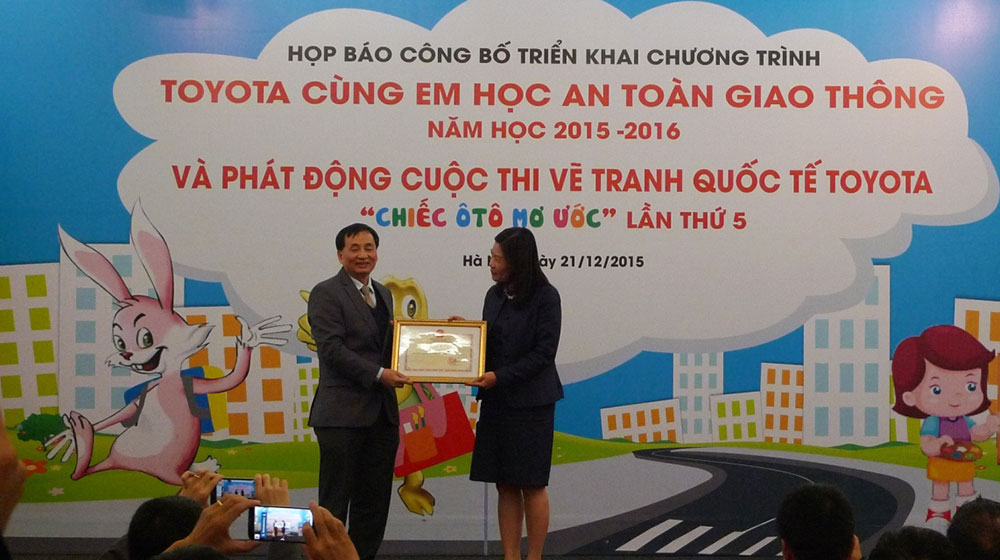 HỌP BÁO CÔNG BỐ TRIỂN KHAI CHƯƠNG TRÌNH
TOYOTA CÙNG EM HỌC AN TOÀN GIAO THÔNG
NĂM HỌC 2015 -2016
VÀ PHÁT ĐỘNG CUỘC THI VẼ TRANH QUỐC TẾ TOYOTA
“CHIẾC ÔTÔ MƠ ƯỚC” LẦN THỨ 5
Hà N ngày 21/12/2015